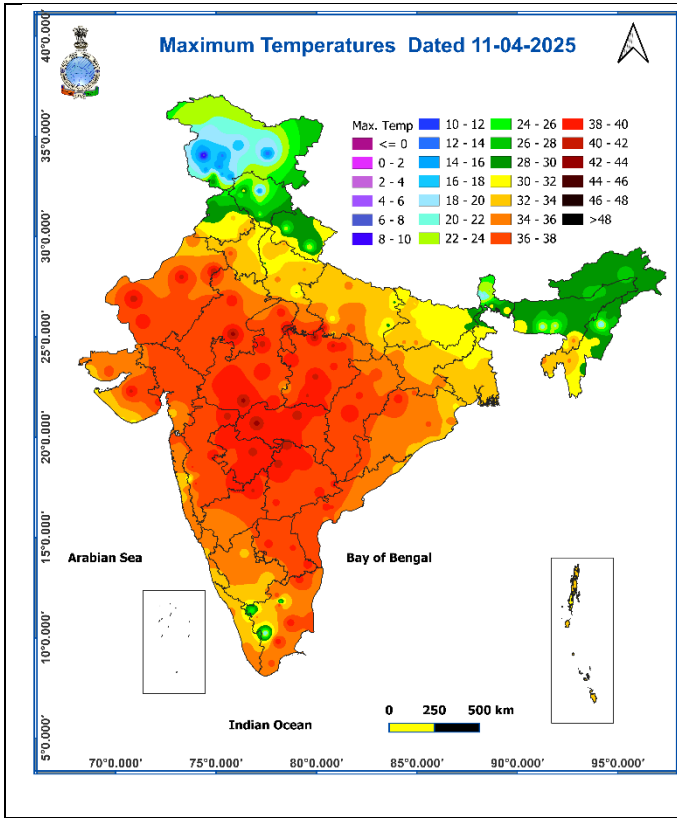 Maximum Temperatures Dated 11-04-2025
Max. Temp
<= 0
0 - 2
2 - 4
4 - 6
6 - 8
8 - 10
10 - 12
12 - 14
14 - 16
16 - 18
18 - 20
20 - 22
22 - 24
24 - 26
26 - 28
28 - 30
30 - 32
32 - 34
34 - 36
36 - 38
38 - 40
40 - 42
42 - 44
44 - 46
46 - 48
>48
40°0.000'
35°0.000'
30°0.000'
25°0.000'
20°0.000'
15°0.000'
10°0.000'
5°0.000'
Arabian Sea
Bay of Bengal
Indian Ocean
0 250 500 km
70°0.000' 75°0.000' 80°0.000' 85°0.000' 90°0.000' 95°0.000'